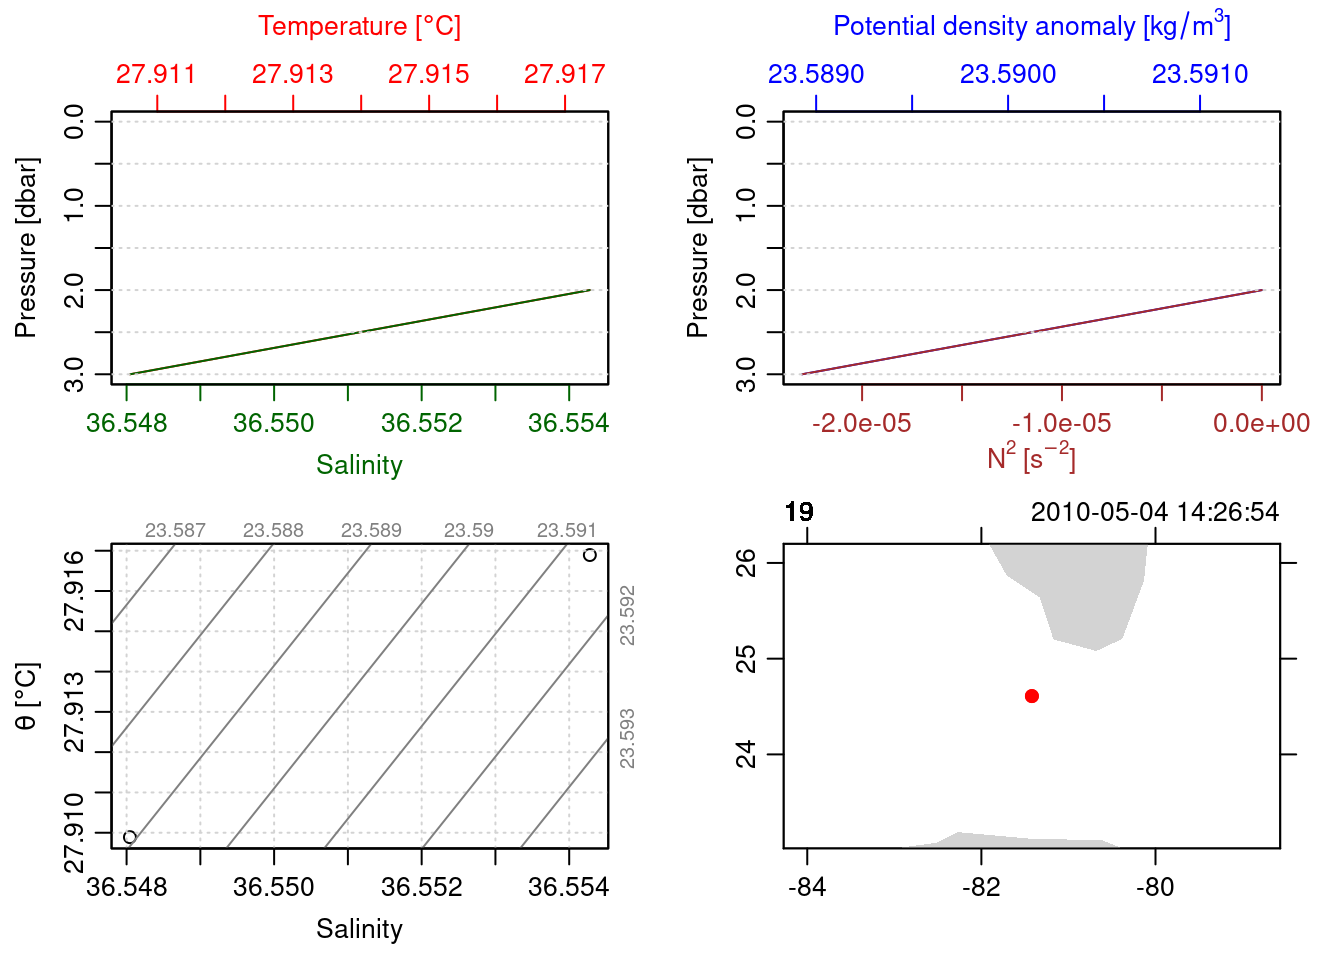 Temperature [°C]
27.911 27.913 27.915 27.917
Pressure [dbar]
0.0 1.0 2.0 3.0
36.548 36.550 36.552 36.554
Salinity
Potential density anomaly [kg/m³]
23.5890 23.5900 23.5910
Pressure [dbar]
0.0 1.0 2.0 3.0
-2.0e-05 -1.0e-05 0.0e+00
N² [s⁻²]
23.587 23.588 23.589 23.59 23.591
23.592
23.593
θ [°C]
27.910 27.913 27.916
36.548 36.550 36.552 36.554
Salinity
19 2010-05-04 14:26:54
26
25
24
-84 -82 -80